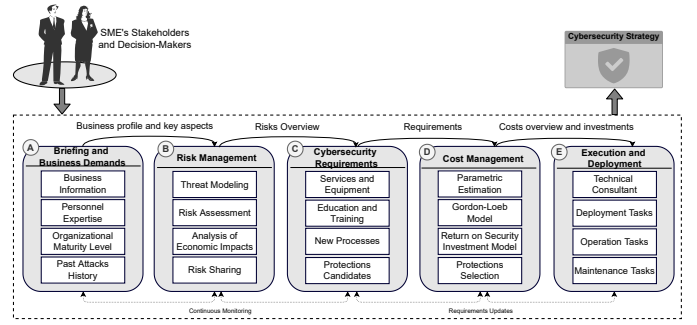 SME's Stakeholders
and Decision-Makers
Cybersecurity Strategy
Business profile and key aspects
Risks Overview
Requirements
Costs overview and investments
A
Briefing and
Business Demands
Business
Information
Personnel
Expertise
Organizational
Maturity Level
Past Attacks
History
B
Risk Management
Threat Modeling
Risk Assessment
Analysis of
Economic Impacts
Risk Sharing
C
Cybersecurity
Requirements
Services and
Equipment
Education and
Training
New Processes
Protections
Candidates
D
Cost Management
Parametric
Estimation
Gordon-Loeb
Model
Return on Security
Investment Model
Protections
Selection
E
Execution and
Deployment
Technical
Consultant
Deployment Tasks
Operation Tasks
Maintenance Tasks
Continuous Monitoring
Requirements Updates